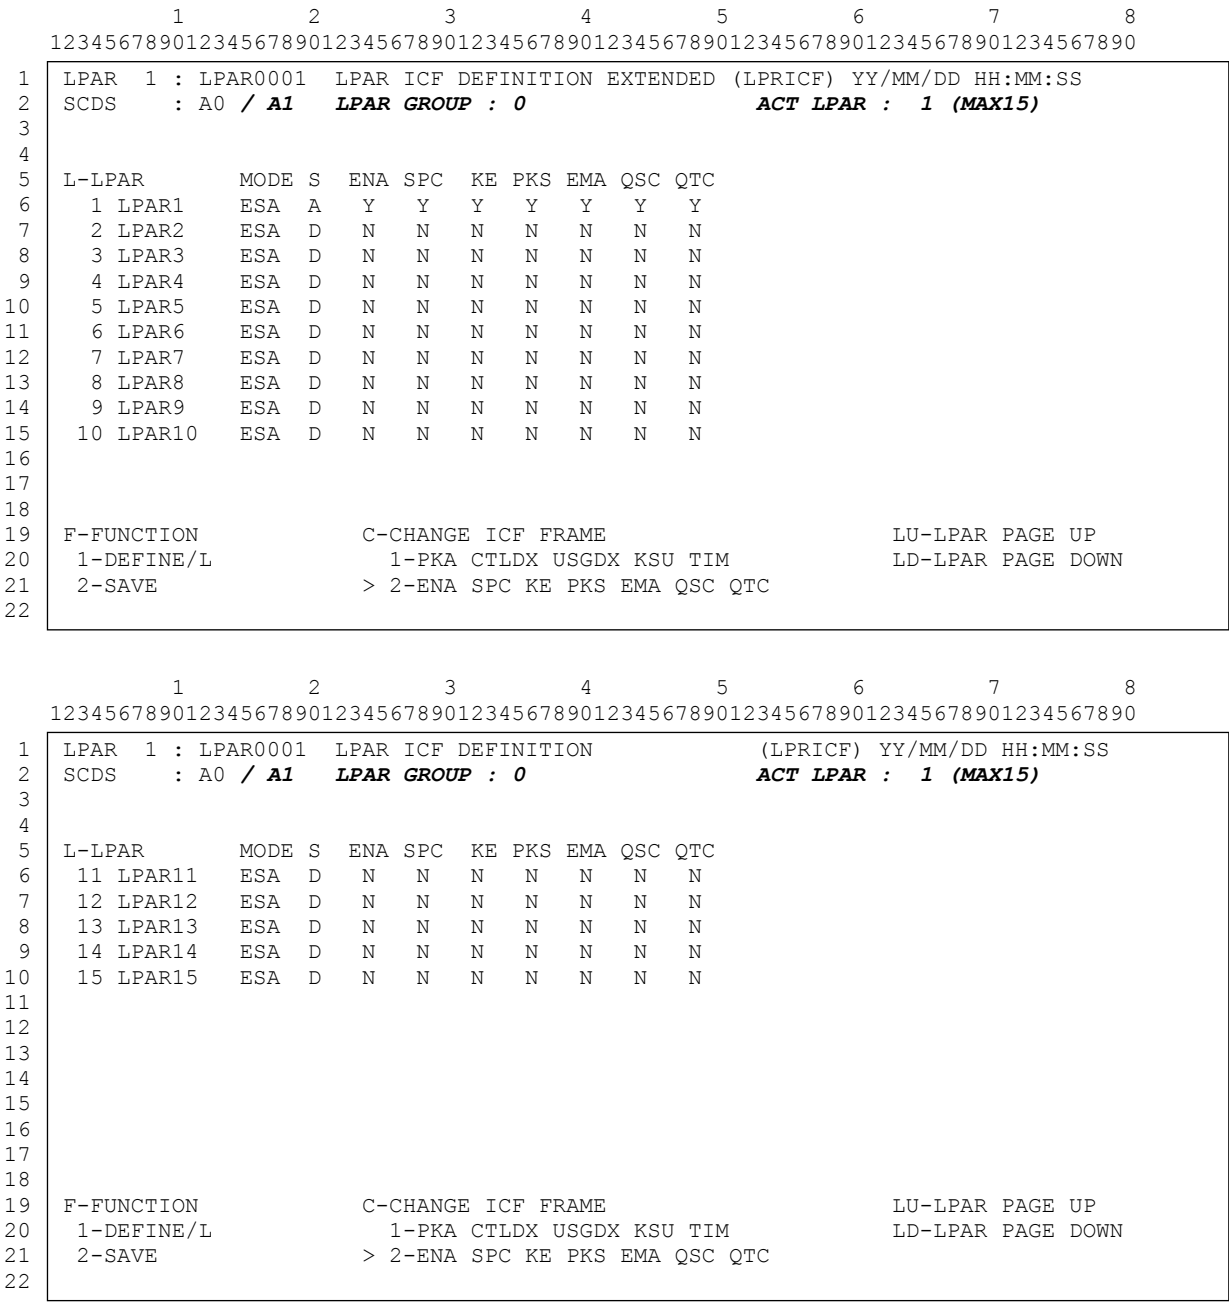 1         2         3         4         5         6         7         8
12345678901234567890123456789012345678901234567890123456789012345678901234567890
1 LPAR  1 : LPAR0001  LPAR ICF DEFINITION EXTENDED (LPRICF) YY/MM/DD HH:MM:SS
2 SCDS    : A0 / A1   LPAR GROUP : 0                 ACT LPAR :  1 (MAX15)
3
4
5 L-LPAR       MODE S  ENA SPC  KE PKS EMA QSC QTC
6   1 LPAR1    ESA  A   Y   Y   Y   Y   Y   Y   Y
7   2 LPAR2    ESA  D   N   N   N   N   N   N   N
8   3 LPAR3    ESA  D   N   N   N   N   N   N   N
9   4 LPAR4    ESA  D   N   N   N   N   N   N   N
10   5 LPAR5    ESA  D   N   N   N   N   N   N   N
11   6 LPAR6    ESA  D   N   N   N   N   N   N   N
12   7 LPAR7    ESA  D   N   N   N   N   N   N   N
13   8 LPAR8    ESA  D   N   N   N   N   N   N   N
14   9 LPAR9    ESA  D   N   N   N   N   N   N   N
15  10 LPAR10   ESA  D   N   N   N   N   N   N   N
16
17
18
19 F-FUNCTION            C-CHANGE ICF FRAME                     LU-LPAR PAGE UP
20  1-DEFINE/L             1-PKA CTLDX USGDX KSU TIM            LD-LPAR PAGE DOWN
21  2-SAVE               > 2-ENA SPC KE PKS EMA QSC QTC
22
         1         2         3         4         5         6         7         8
12345678901234567890123456789012345678901234567890123456789012345678901234567890
1 LPAR  1 : LPAR0001  LPAR ICF DEFINITION            (LPRICF) YY/MM/DD HH:MM:SS
2 SCDS    : A0 / A1   LPAR GROUP : 0                 ACT LPAR :  1 (MAX15)
3
4
5 L-LPAR       MODE S  ENA SPC  KE PKS EMA QSC QTC
6  11 LPAR11   ESA  D   N   N   N   N   N   N   N
7  12 LPAR12   ESA  D   N   N   N   N   N   N   N
8  13 LPAR13   ESA  D   N   N   N   N   N   N   N
9  14 LPAR14   ESA  D   N   N   N   N   N   N   N
10  15 LPAR15   ESA  D   N   N   N   N   N   N   N
11
12
13
14
15
16
17
18
19 F-FUNCTION            C-CHANGE ICF FRAME                     LU-LPAR PAGE UP
20  1-DEFINE/L             1-PKA CTLDX USGDX KSU TIM            LD-LPAR PAGE DOWN
21  2-SAVE               > 2-ENA SPC KE PKS EMA QSC QTC
22